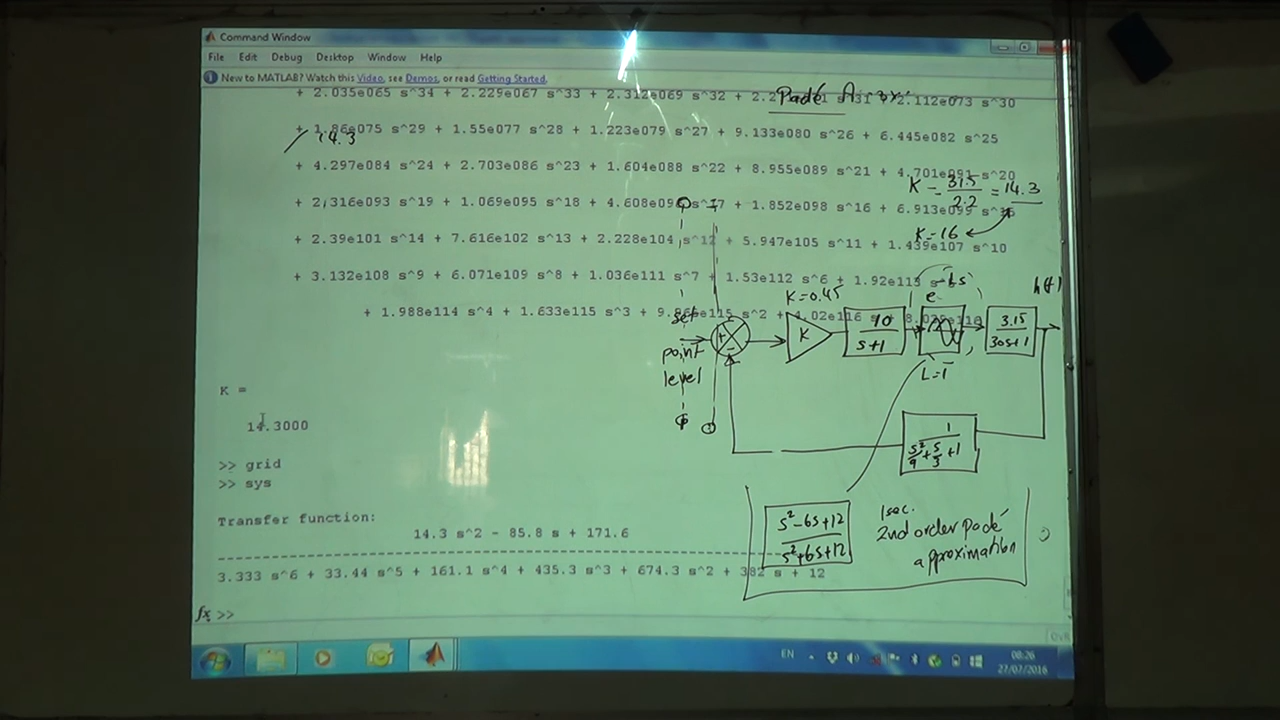 Command Window
File Edit Debug Desktop Window Help
New to MATLAB? Watch this Video, see Demos, or read Getting Started.
+ 2.035e065 s^34 + 2.229e067 s^33 + 2.312e069 s^32 + 2.112e073 s^30
Padé
+ 1.86e075 s^29 + 1.55e077 s^28 + 1.223e079 s^27 + 9.133e080 s^26 + 6.445e082 s^25
14.3
+ 4.297e084 s^24 + 2.703e086 s^23 + 1.604e088 s^22 + 8.955e089 s^21 + 4.701e091 s^20
K = 31.5/2.2 = 14.3
+ 2.316e093 s^19 + 1.069e095 s^18 + s^17 + 1.852e098 s^16 + 6.913e099
K=16
+ 2.39e101 s^14 + 7.616e102 s^13 + 2.228e104 s^12 + 5.947e105 s^11 + 1.439e107 s^10
+ 3.132e108 s^9 + 6.071e109 s^8 + 1.036e111 s^7 + 1.53e112 s^6 + 1.92e113
K=0.45
h(t)
+ 1.988e114 s^4 + 1.633e115 s^3 + s^2 +
set
point
level
+
-
K
10
s+1
e
L=1
3.15
30s+1
1
s²/9 + s/3 + 1
K =
14.3000
>> grid
>> sys
Transfer function:
14.3 s^2 - 85.8 s + 171.6
3.333 s^6 + 33.44 s^5 + 161.1 s^4 + 435.3 s^3 + 674.3 s^2 + 382 s + 12
s²-6s+12
s²+6s+12
1sec.
2nd order Padé
approximation
fx >>
OVR
EN
08:26
27/07/2016